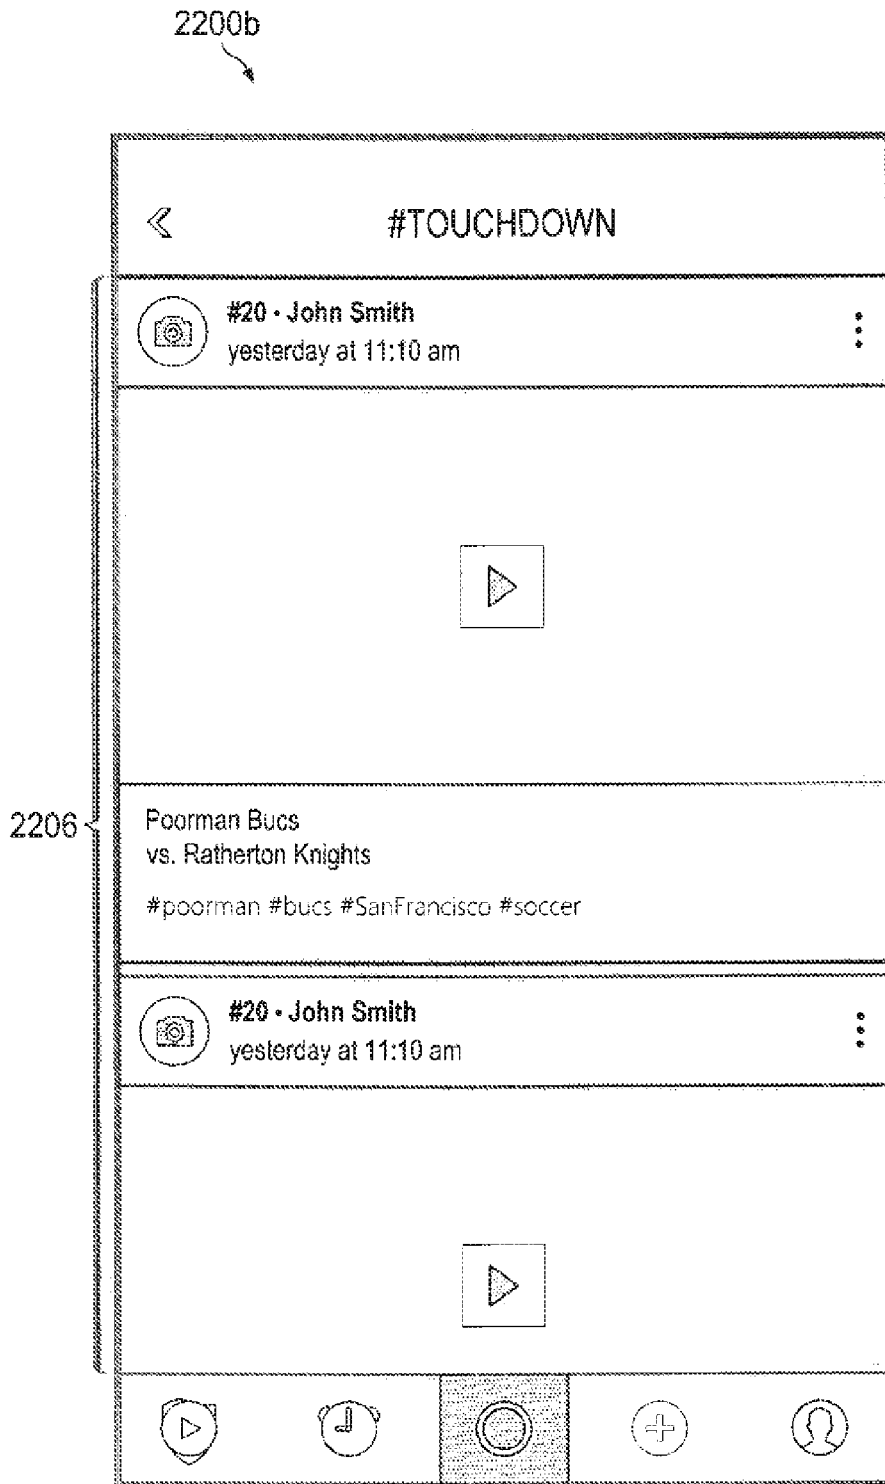 2200b
#TOUCHDOWN
#20 • John Smith
yesterday at 11:10 am
2206
Poorman Bucs
vs. Ratherton Knights
#poorman #bucs #SanFrancisco #soccer
#20 • John Smith
yesterday at 11:10 am